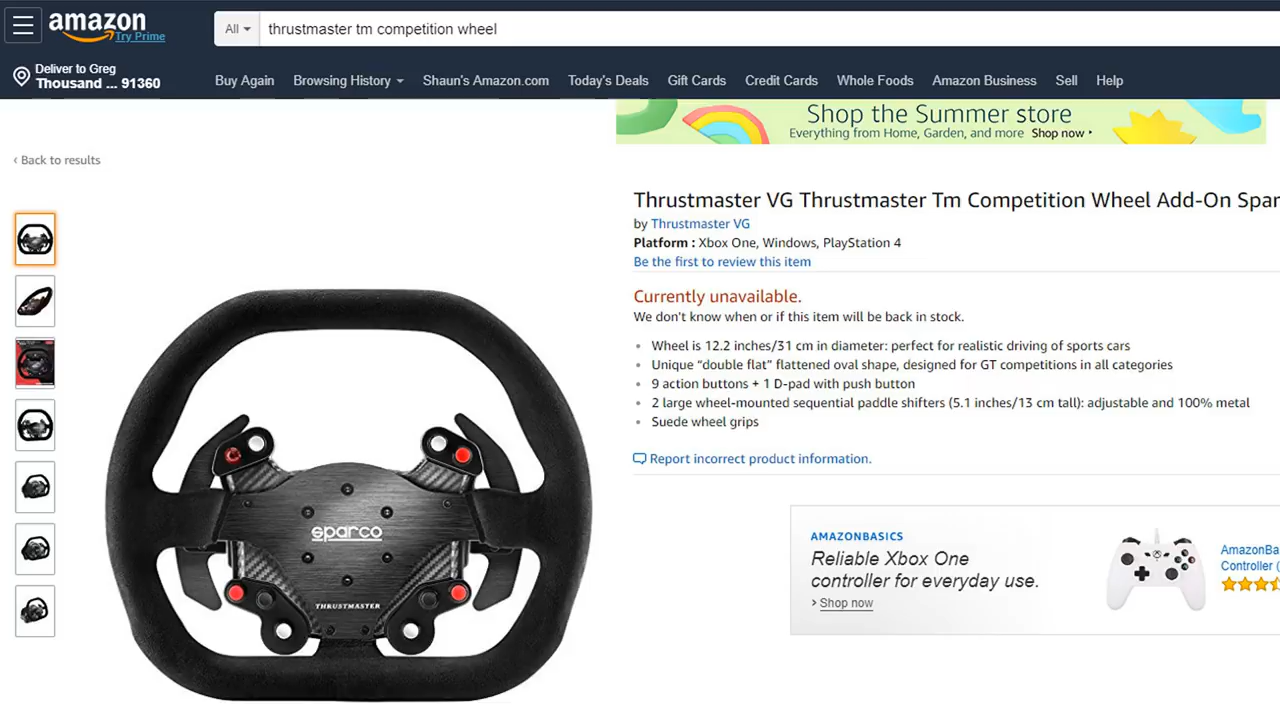 amazon
Try Prime
All
thrustmaster tm competition wheel
Deliver to Greg
Thousand ... 91360
Buy Again
Browsing History
Shaun's Amazon.com
Today's Deals
Gift Cards
Credit Cards
Whole Foods
Amazon Business
Sell
Help
Shop the Summer store
Everything from Home, Garden, and more Shop now
‹ Back to results
Thrustmaster VG Thrustmaster Tm Competition Wheel Add-On Spar
by Thrustmaster VG
Platform : Xbox One, Windows, PlayStation 4
Be the first to review this item
Currently unavailable.
We don't know when or if this item will be back in stock.
Wheel is 12.2 inches/31 cm in diameter: perfect for realistic driving of sports cars
Unique “double flat” flattened oval shape, designed for GT competitions in all categories
9 action buttons + 1 D-pad with push button
2 large wheel-mounted sequential paddle shifters (5.1 inches/13 cm tall): adjustable and 100% metal
Suede wheel grips
Report incorrect product information.
sparco
THRUSTMASTER
AMAZONBASICS
Reliable Xbox One
controller for everyday use.
› Shop now
AmazonBa
Controller (